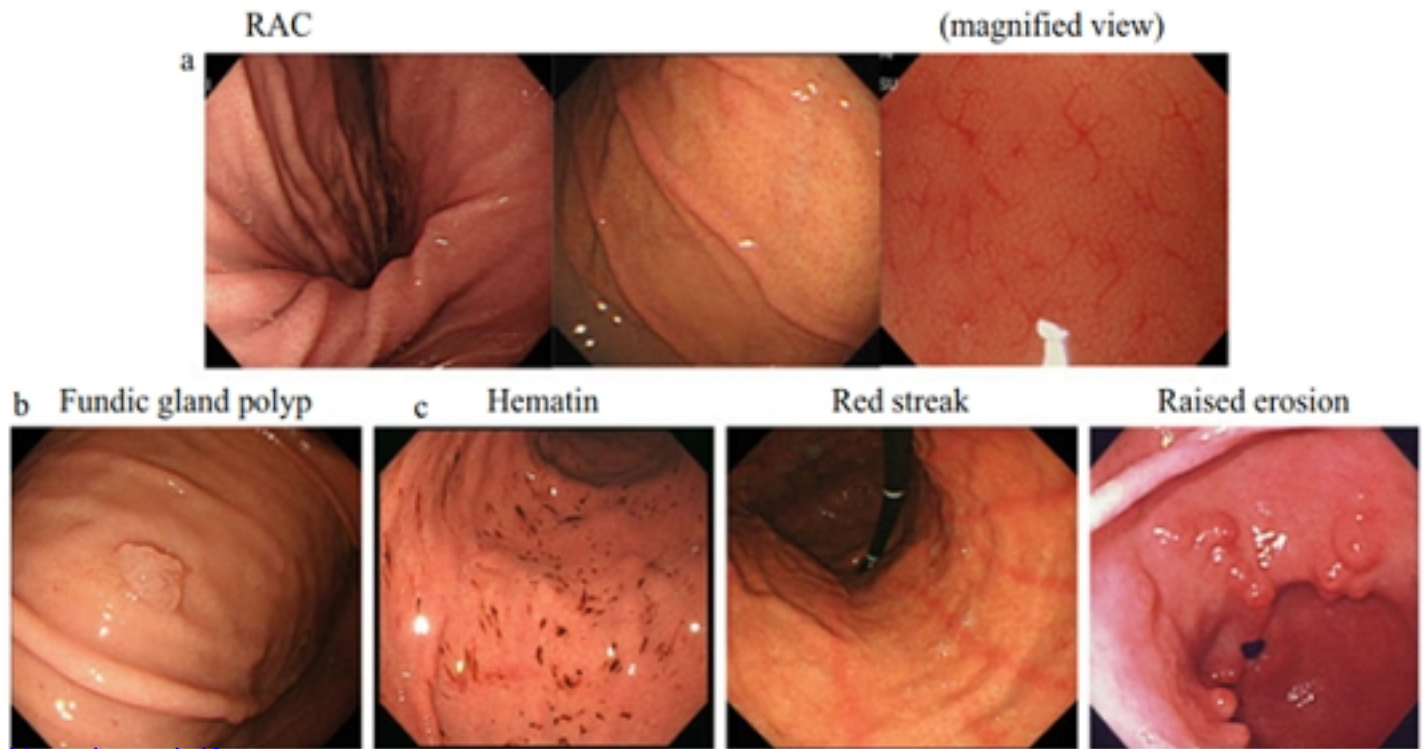 RAC (magnified view)
a
b Fundic gland polyp c Hematin Red streak Raised erosion